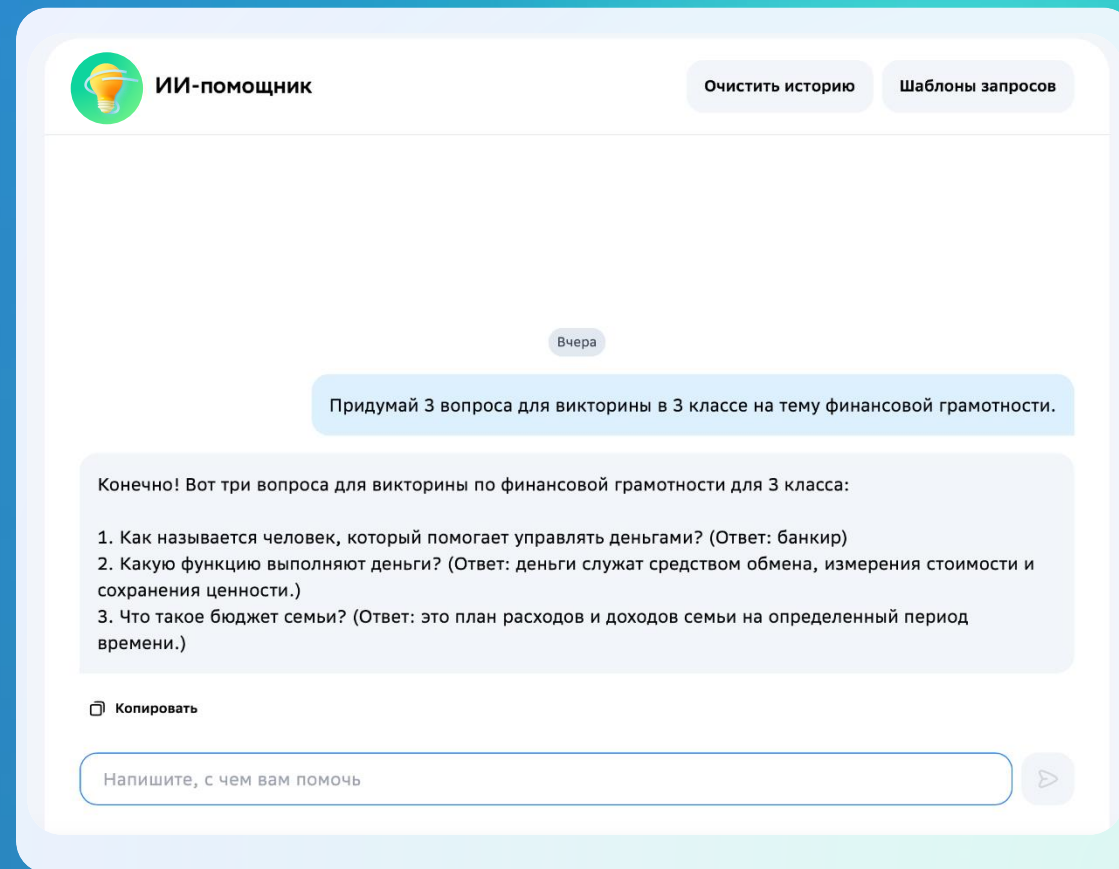 ИИ-помощник
Очистить историю
Шаблоны запросов
Вчера
Придумай 3 вопроса для викторины в 3 классе на тему финансовой грамотности.
Конечно! Вот три вопроса для викторины по финансовой грамотности для 3 класса:
1. Как называется человек, который помогает управлять деньгами? (Ответ: банкир)
2. Какую функцию выполняют деньги? (Ответ: деньги служат средством обмена, измерения стоимости и
сохранения ценности.)
3. Что такое бюджет семьи? (Ответ: это план расходов и доходов семьи на определенный период
времени.)
Копировать
Напишите, с чем вам помочь